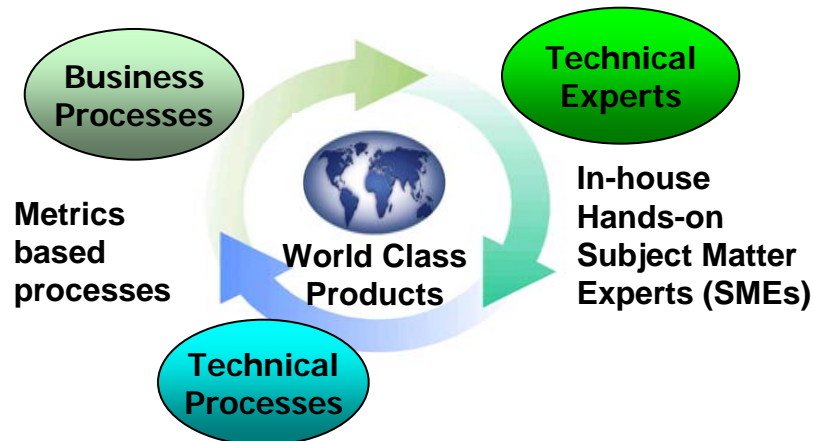 Business
Processes
Technical
Experts
Metrics
based
processes
World Class
Products
In-house
Hands-on
Subject Matter
Experts (SMEs)
Technical
Processes